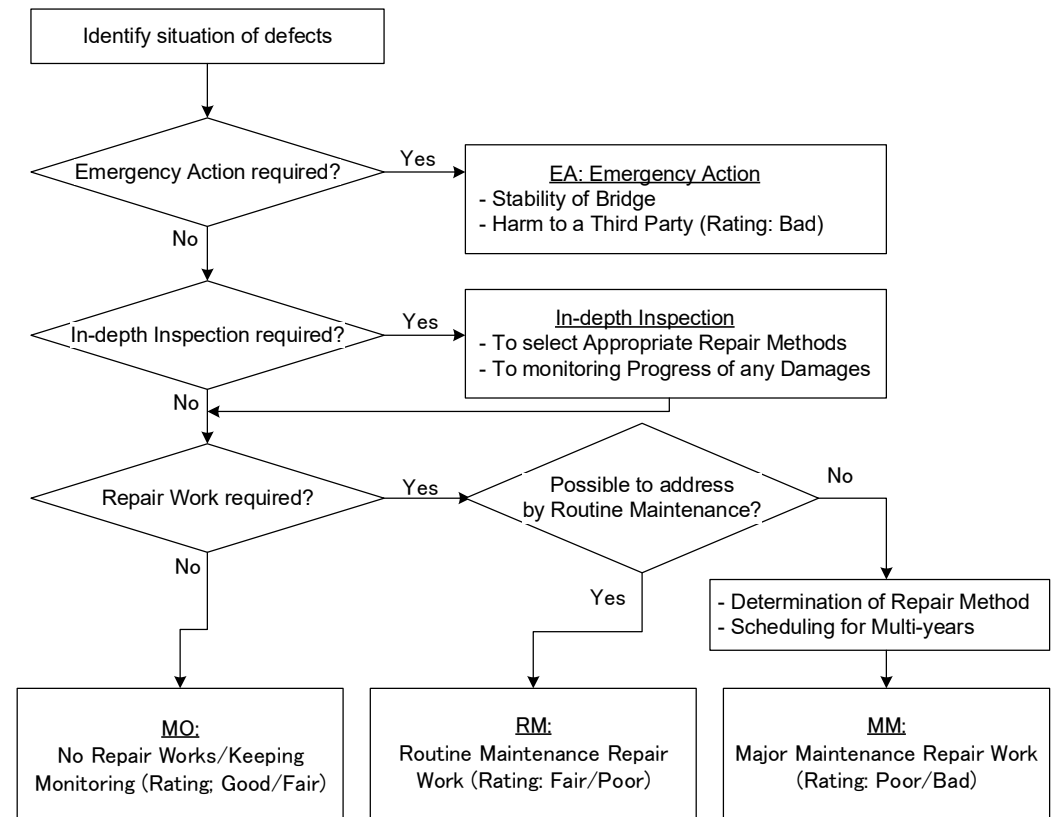 Identify situation of defects
Emergency Action required?
Yes
EA: Emergency Action
- Stability of Bridge
- Harm to a Third Party (Rating: Bad)
No
In-depth Inspection required?
Yes
In-depth Inspection
- To select Appropriate Repair Methods
- To monitoring Progress of any Damages
No
Repair Work required?
Yes
Possible to address
by Routine Maintenance?
No
No
Yes
- Determination of Repair Method
- Scheduling for Multi-years
MO:
No Repair Works/Keeping
Monitoring (Rating; Good/Fair)
RM:
Routine Maintenance Repair
Work (Rating: Fair/Poor)
MM:
Major Maintenance Repair Work
(Rating: Poor/Bad)